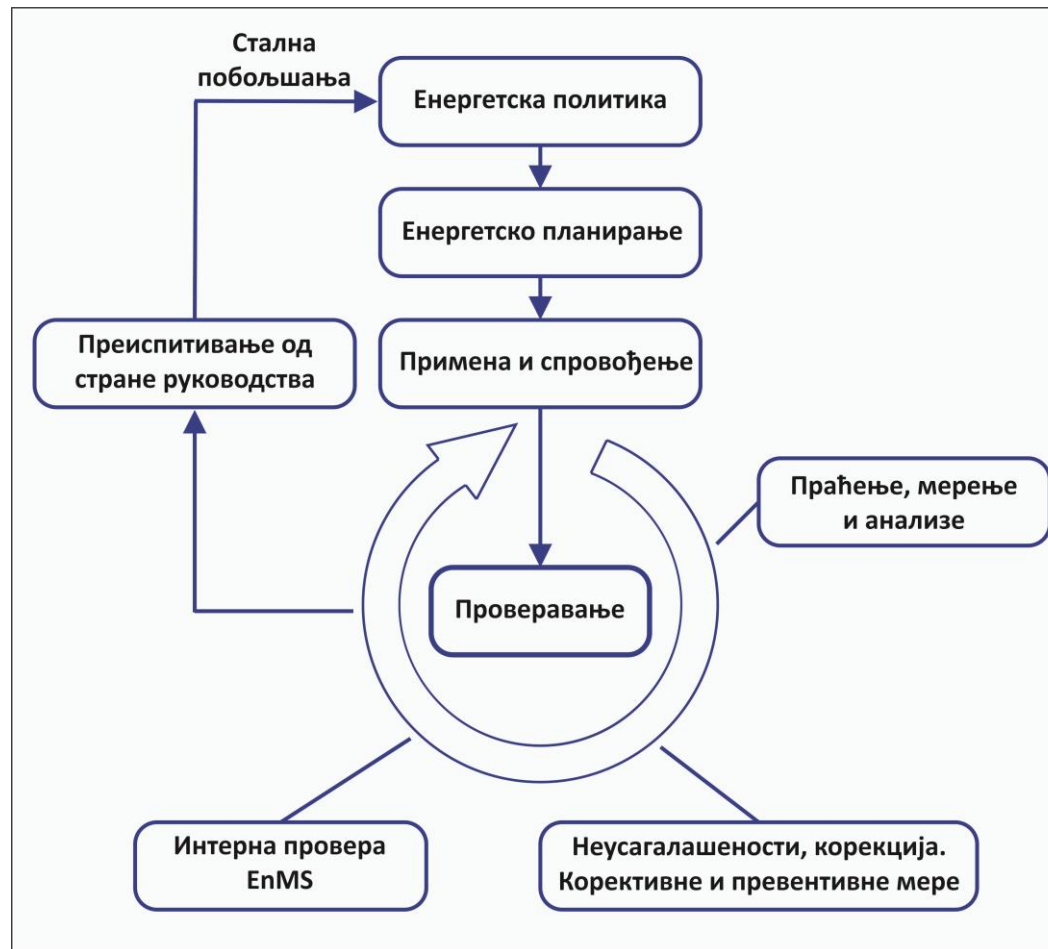 Стална
побољшања
Енергетска политика
Енергетско планирање
Преиспитивање од
стране руководства
Примена и спровођење
Праћење, мерење
и анализе
Проверавање
Интерна провера
EnMS
Неусагалашености, корекција.
Корективне и превентивне мере